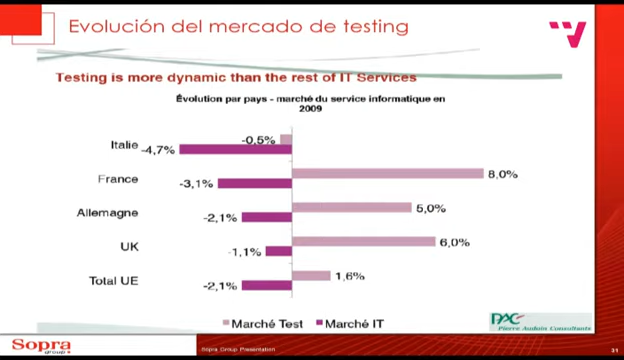 Evolución del mercado de testing
Testing is more dynamic than the rest of IT Services
Évolution par pays - marché du service informatique en
2009
Italie
-0,5%
-4,7%
France
8,0%
-3,1%
Allemagne
5,0%
-2,1%
UK
6,0%
-1,1%
Total UE
1,6%
-2,1%
Marché Test
Marché IT
PAC
Pierre Audoin Consultants
Sopra
group
Sopra Group Presentation
31